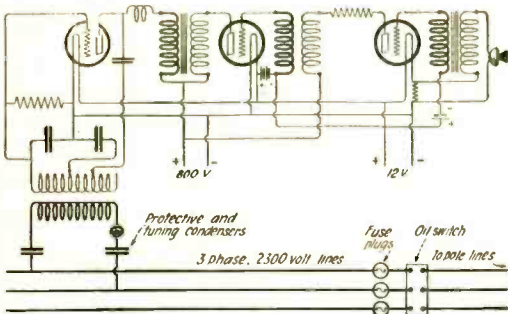 + -
800 V
+ -
12 V
- +
Protective and
tuning condensers
3 phase, 2300 volt lines
Fuse
plugs
Oil switch
To pole lines